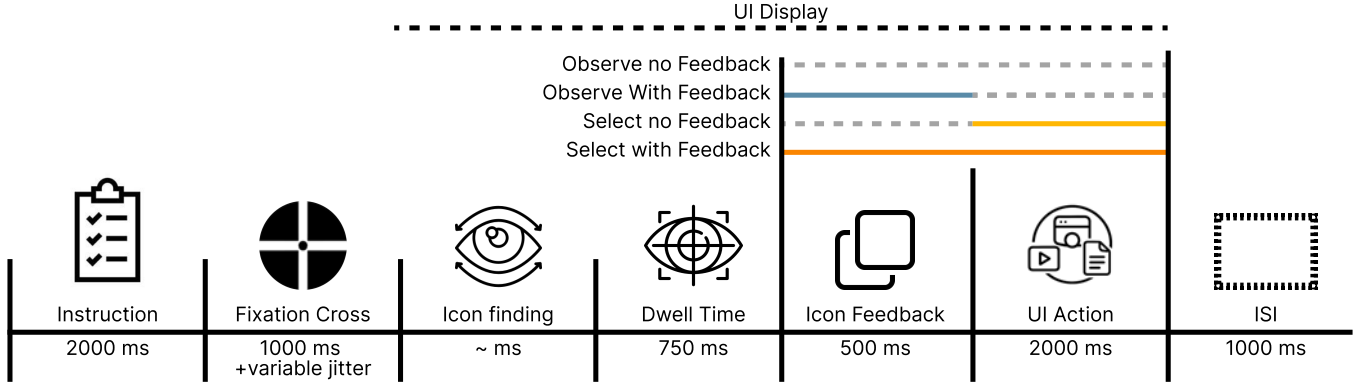 UI Display
Observe no Feedback
Observe With Feedback
Select no Feedback
Select with Feedback
Instruction
Fixation Cross
Icon finding
Dwell Time
Icon Feedback
UI Action
ISI
2000 ms
1000 ms
+variable jitter
~ ms
750 ms
500 ms
2000 ms
1000 ms